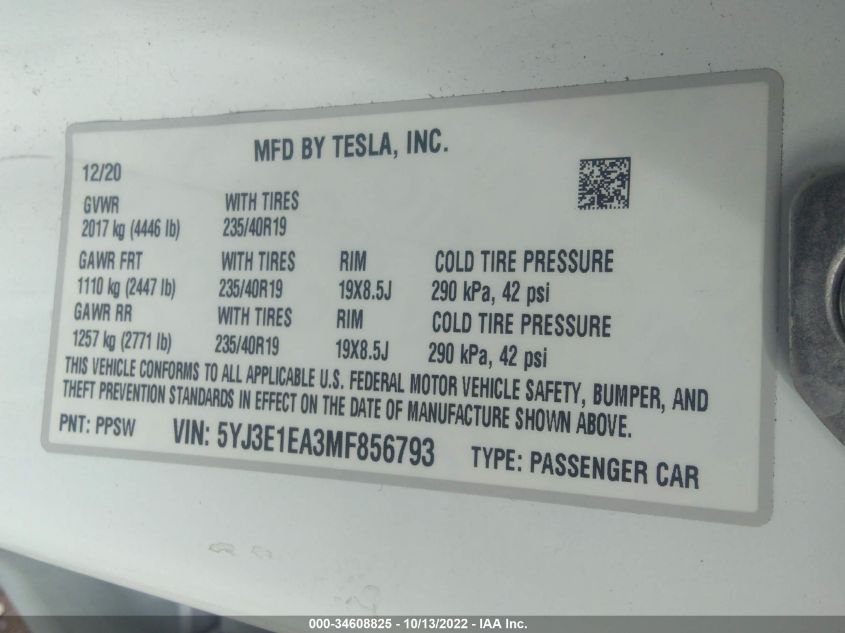 MFD BY TESLA, INC.
12/20
GVWR WITH TIRES
2017 kg (4446 lb) 235/40R19
GAWR FRT WITH TIRES RIM COLD TIRE PRESSURE
1110 kg (2447 lb) 235/40R19 19X8.5J 290 kPa, 42 psi
GAWR RR WITH TIRES RIM COLD TIRE PRESSURE
1257 kg (2771 lb) 235/40R19 19X8.5J 290 kPa, 42 psi
THIS VEHICLE CONFORMS TO ALL APPLICABLE U.S. FEDERAL MOTOR VEHICLE SAFETY, BUMPER, AND
THEFT PREVENTION STANDARDS IN EFFECT ON THE DATE OF MANUFACTURE SHOWN ABOVE.
PNT: PPSW VIN: 5YJ3E1EA3MF856793 TYPE: PASSENGER CAR
000-34608825 - 10/13/2022 - IAA Inc.